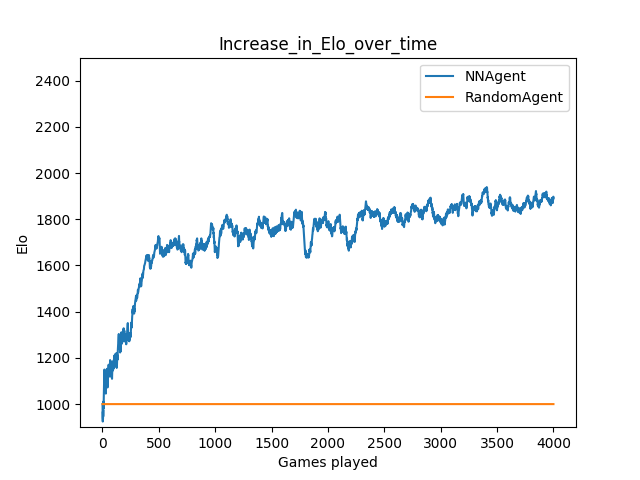 Increase_in_Elo_over_time
NNAgent
RandomAgent
Elo
2400
2200
2000
1800
1600
1400
1200
1000
0 500 1000 1500 2000 2500 3000 3500 4000
Games played